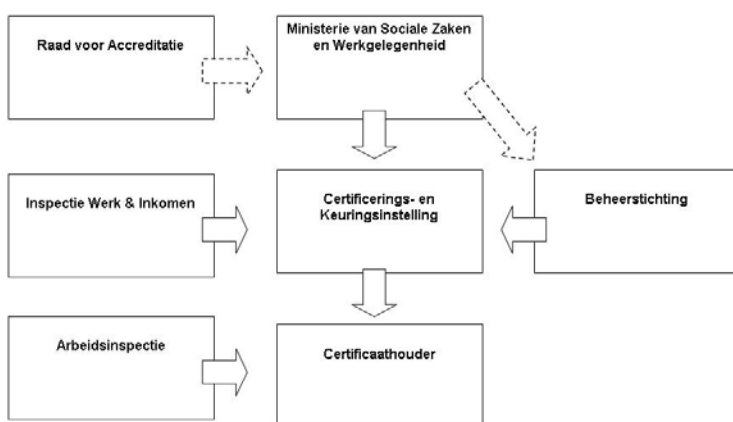 Raad voor Accreditatie
Ministerie van Sociale Zaken
en Werkgelegenheid
Inspectie Werk & Inkomen
Certificerings- en
Keuringsinstelling
Beheerstichting
Arbeidsinspectie
Certificaathouder